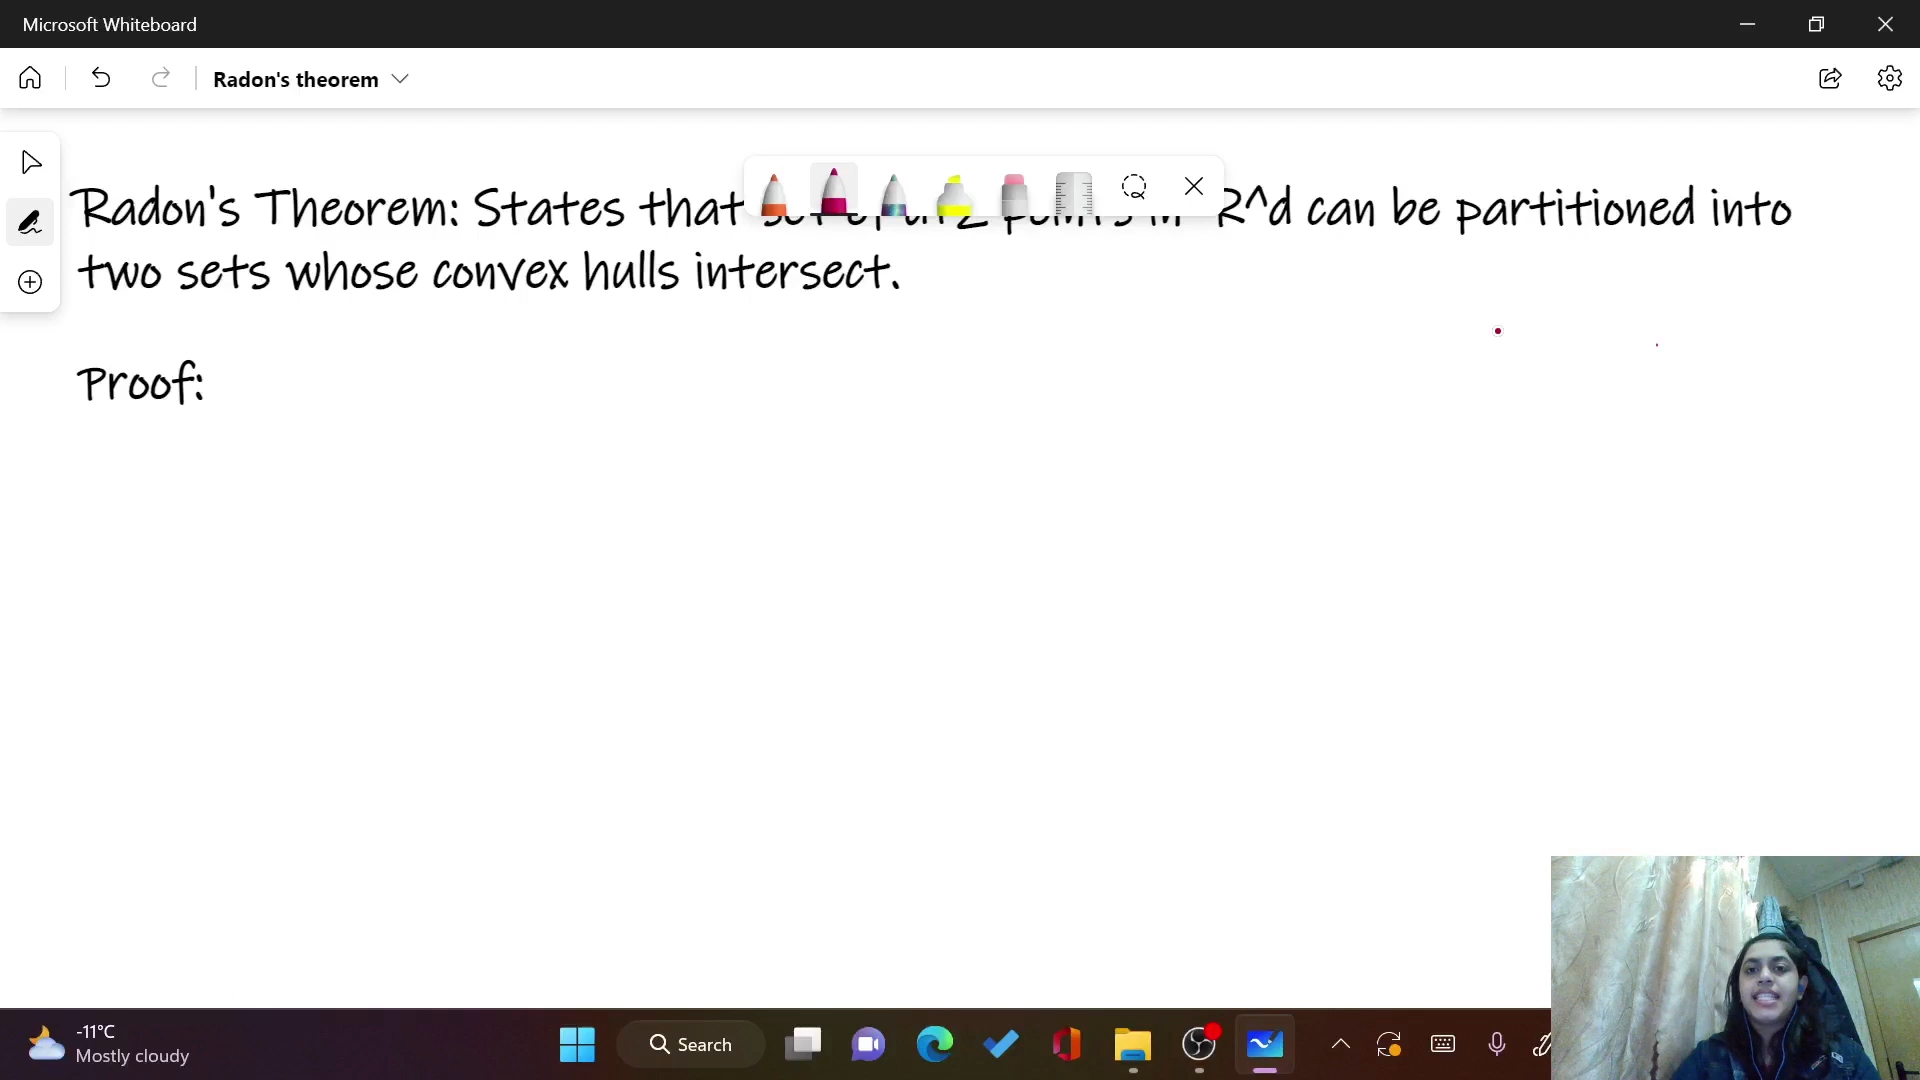 Microsoft Whiteboard
Radon's theorem
Radon's Theorem: States that R^d can be partitioned into
two sets whose convex hulls intersect.
Proof:
-11°C
Mostly cloudy
Search